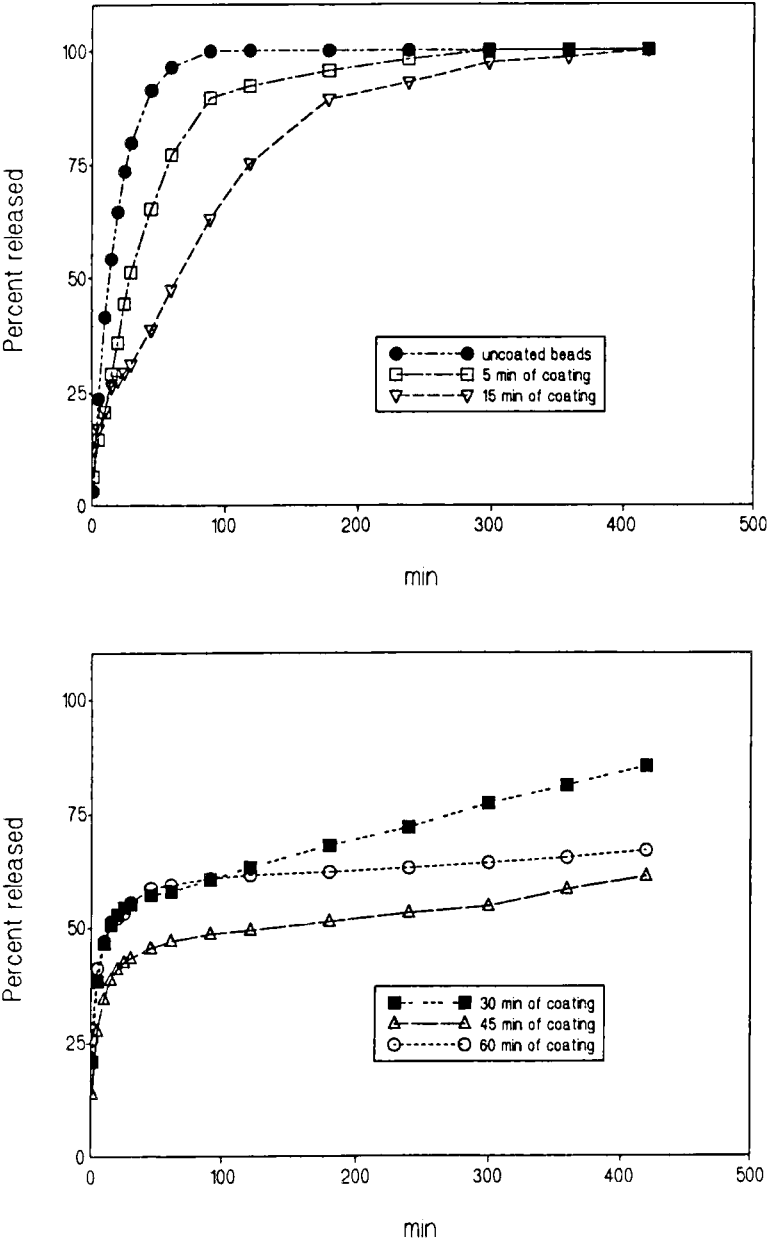 100
75
50
25
0
Percent released
uncoated beads
5 min of coating
15 min of coating
0 100 200 300 400 500
min
100
75
50
25
0
Percent released
30 min of coating
45 min of coating
60 min of coating
0 100 200 300 400 500
min